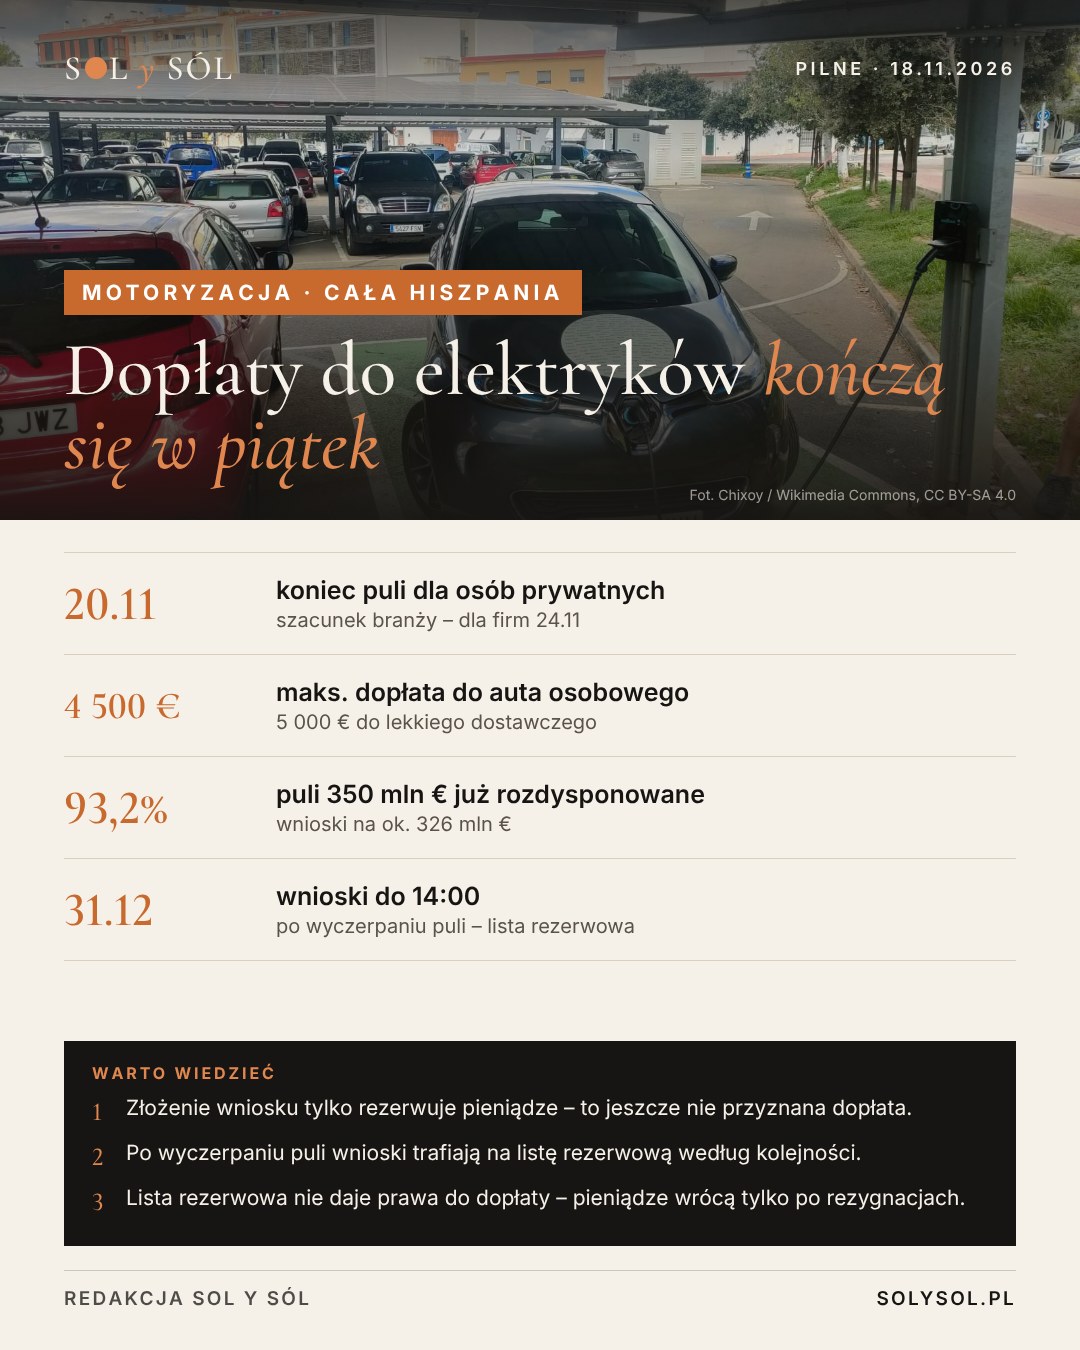 SOL y SÓL
PILNE · 18.11.2026
MOTORYZACJA · CAŁA HISZPANIA
Dopłaty do elektryków kończą
się w piątek
JWZ
Fot. Chixoy / Wikimedia Commons, CC BY-SA 4.0
20.11
koniec puli dla osób prywatnych
szacunek branży – dla firm 24.11
4 500 €
maks. dopłata do auta osobowego
5 000 € do lekkiego dostawczego
93,2%
puli 350 mln € już rozdysponowane
wnioski na ok. 326 mln €
31.12
wnioski do 14:00
po wyczerpaniu puli – lista rezerwowa
WARTO WIEDZIEĆ
1 Złożenie wniosku tylko rezerwuje pieniądze – to jeszcze nie przyznana dopłata.
2 Po wyczerpaniu puli wnioski trafiają na listę rezerwową według kolejności.
3 Lista rezerwowa nie daje prawa do dopłaty – pieniądze wrócą tylko po rezygnacjach.
REDAKCJA SOL Y SÓL
SOLYSOL.PL